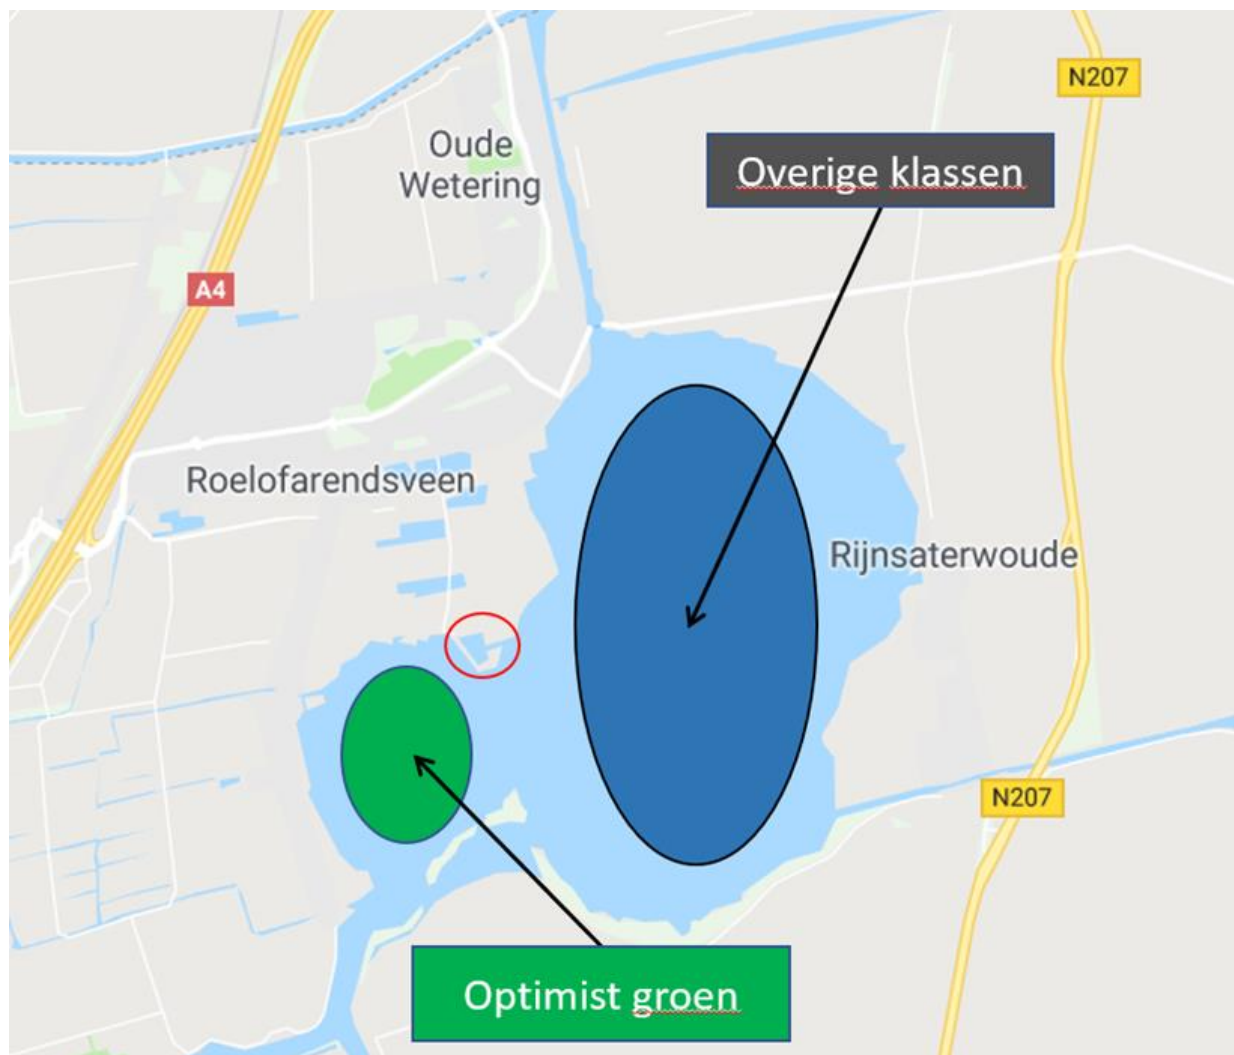 N207
Oude
Wetering
Overige klassen
A4
Roelofarendsveen
Rijnsaterwoude
N207
Optimist groen